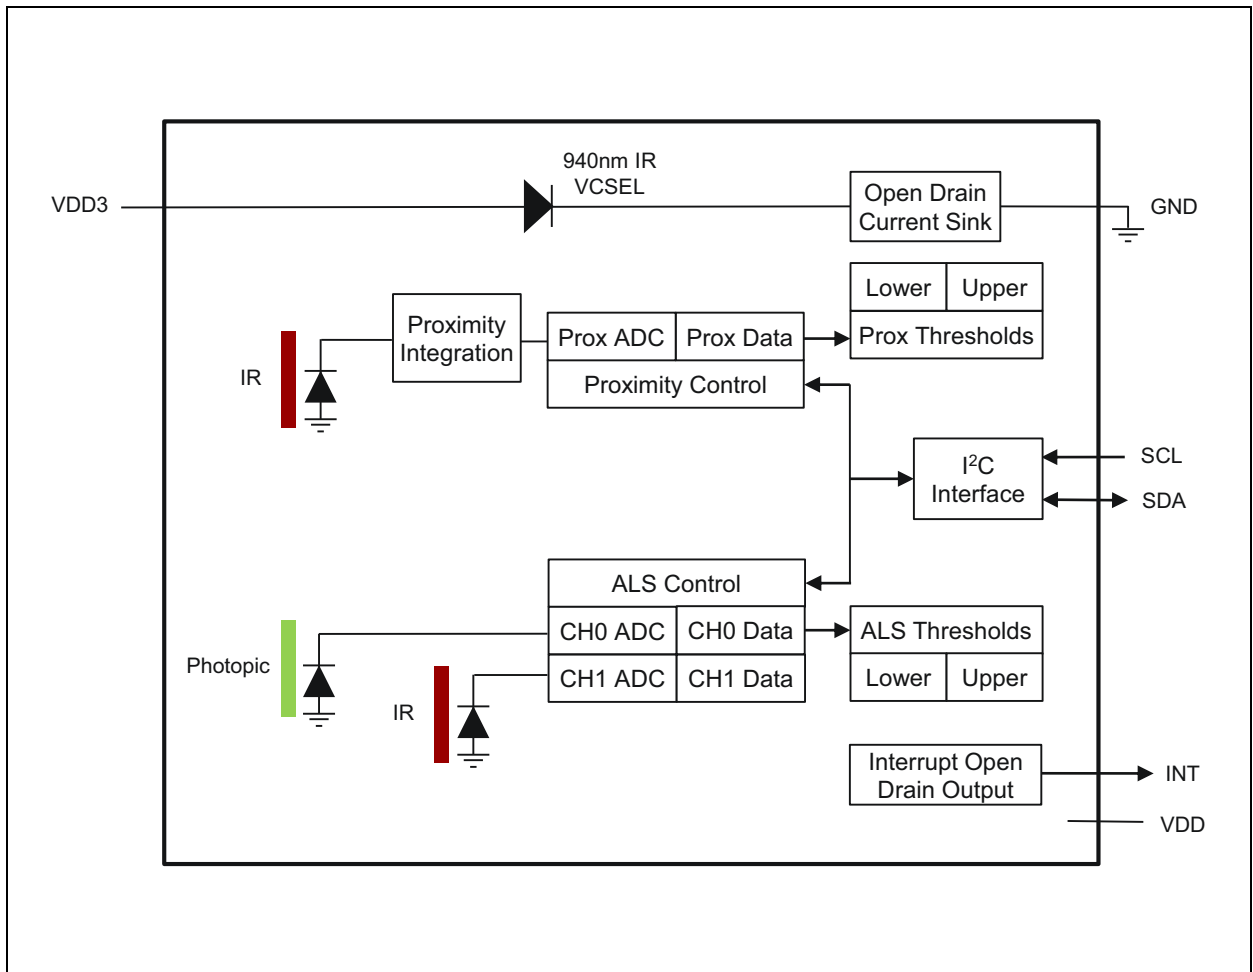 940nm IR
VCSEL
VDD3
Open Drain
Current Sink
GND
Lower
Upper
Prox Thresholds
Proximity
Integration
Prox ADC
Prox Data
Proximity Control
IR
I²C
Interface
SCL
SDA
ALS Control
CH0 ADC
CH0 Data
ALS Thresholds
Photopic
CH1 ADC
CH1 Data
Lower
Upper
IR
Interrupt Open
Drain Output
INT
VDD